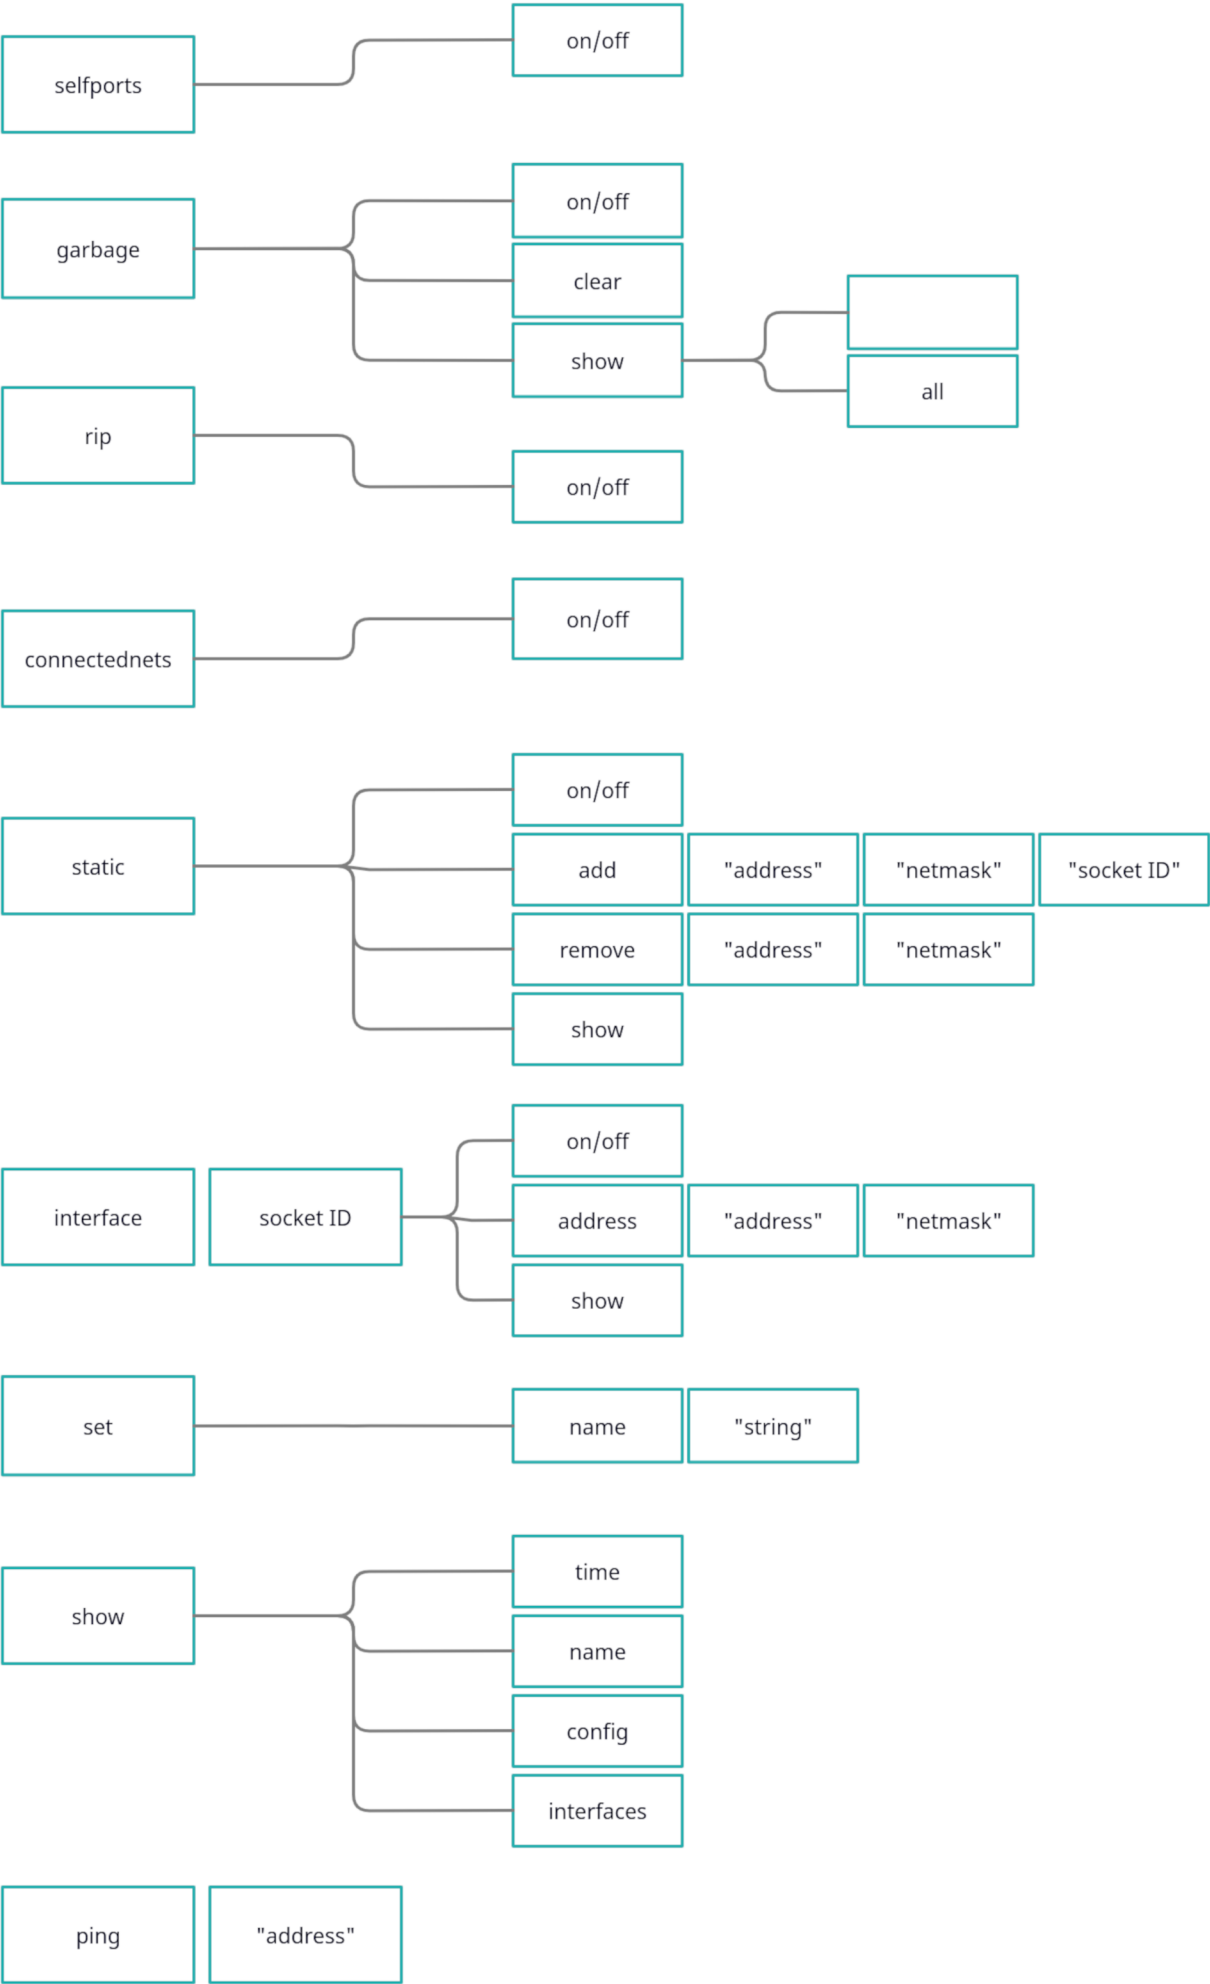 on/off
selfports
on/off
garbage
clear
show
all
rip
on/off
on/off
connectednets
on/off
static
add "address" "netmask" "socket ID"
remove "address" "netmask"
show
on/off
interface socket ID
address "address" "netmask"
show
set name "string"
time
show
name
config
interfaces
ping "address"